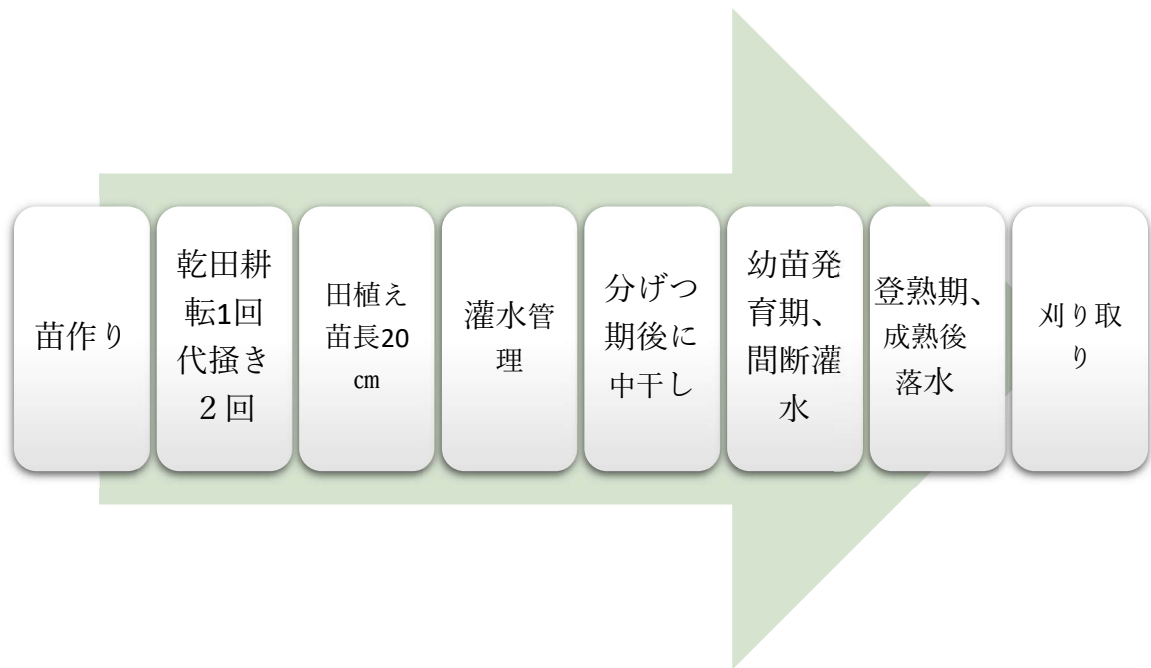 苗作り
乾田耕
転1回
代掻き
２回
田植え
苗長20
㎝
灌水管
理
分げつ
期後に
中干し
幼苗発
育期、
間断灌
水
登熟期、
成熟後
落水
刈り取
り